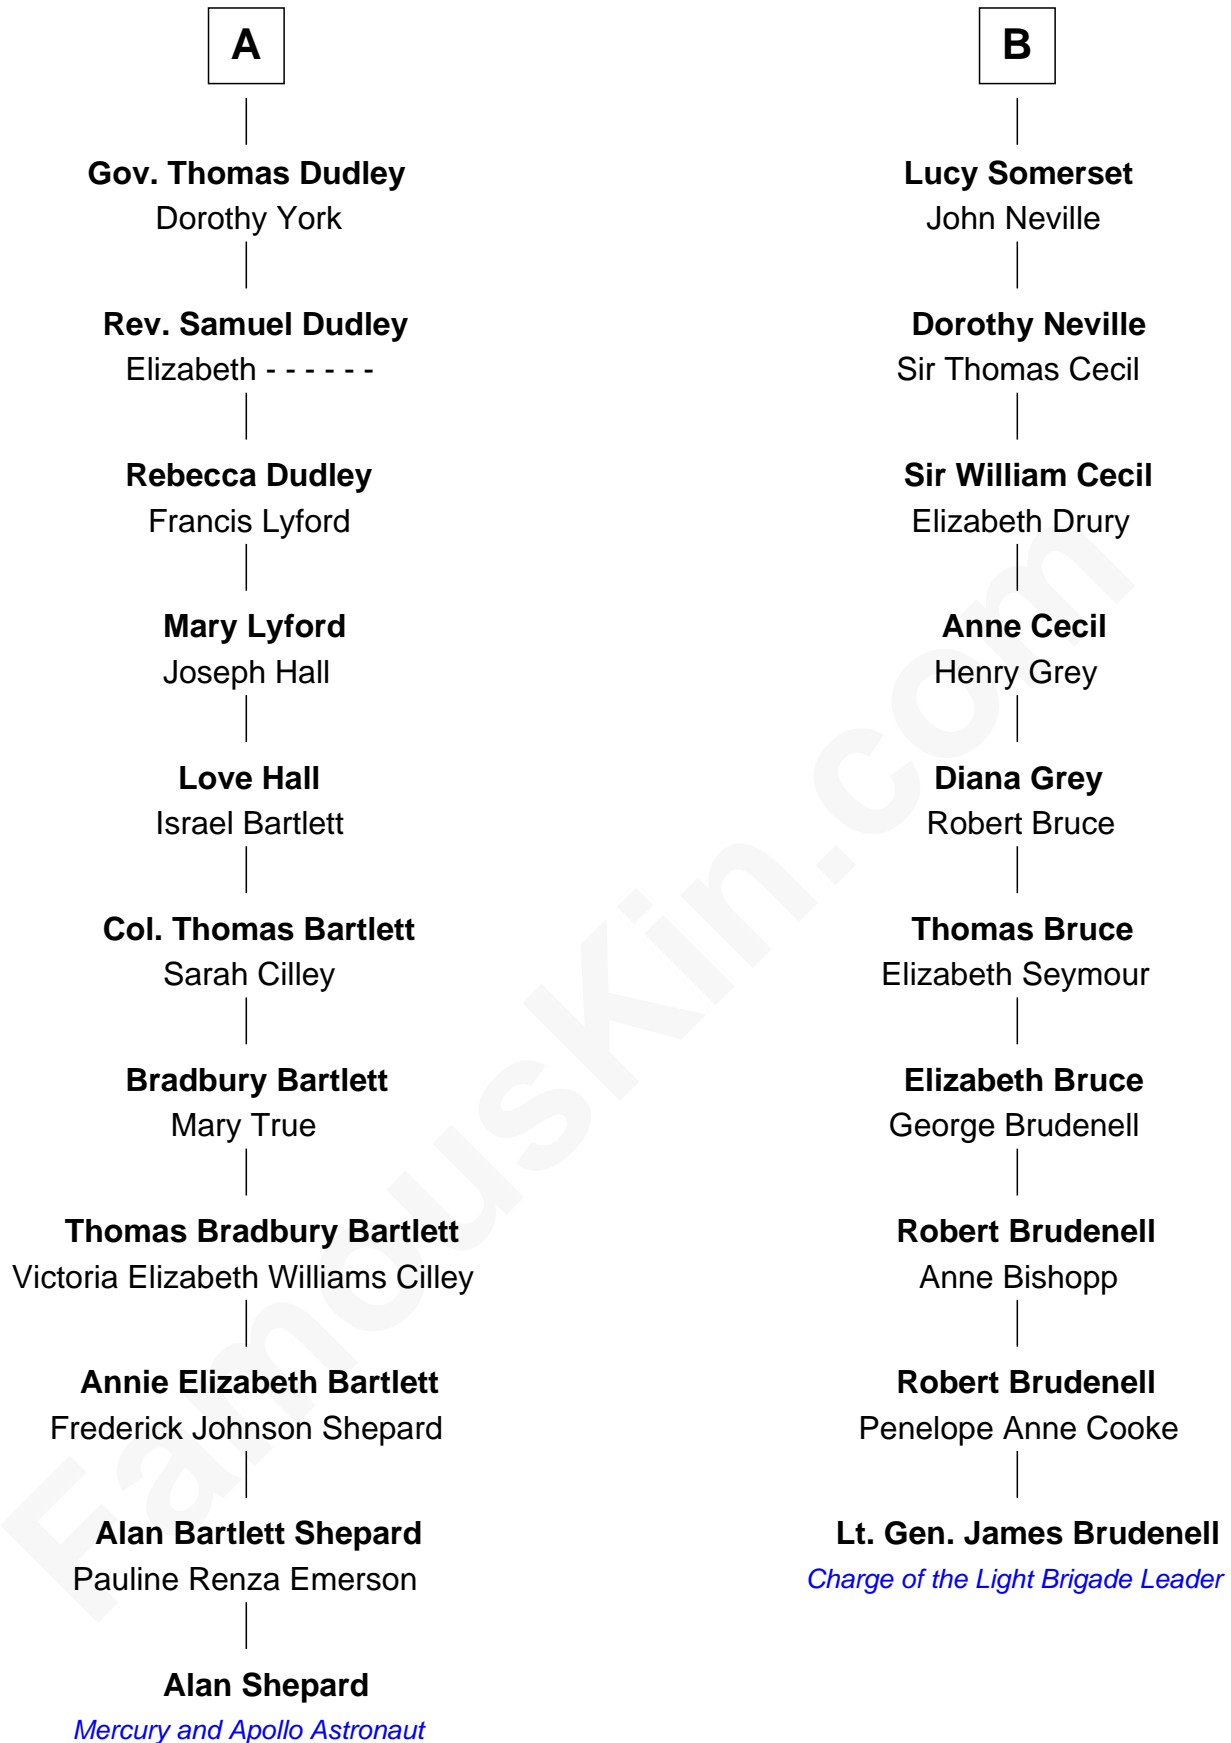 A
Gov. Thomas Dudley
Dorothy York
Rev. Samuel Dudley
Elizabeth - - - - - -
Rebecca Dudley
Francis Lyford
Mary Lyford
Joseph Hall
Love Hall
Israel Bartlett
Col. Thomas Bartlett
Sarah Cilley
Bradbury Bartlett
Mary True
Thomas Bradbury Bartlett
Victoria Elizabeth Williams Cilley
Annie Elizabeth Bartlett
Frederick Johnson Shepard
Alan Bartlett Shepard
Pauline Renza Emerson
Alan Shepard
Mercury and Apollo Astronaut
B
Lucy Somerset
John Neville
Dorothy Neville
Sir Thomas Cecil
Sir William Cecil
Elizabeth Drury
Anne Cecil
Henry Grey
Diana Grey
Robert Bruce
Thomas Bruce
Elizabeth Seymour
Elizabeth Bruce
George Brudenell
Robert Brudenell
Anne Bishopp
Robert Brudenell
Penelope Anne Cooke
Lt. Gen. James Brudenell
Charge of the Light Brigade Leader
FamousKin.com